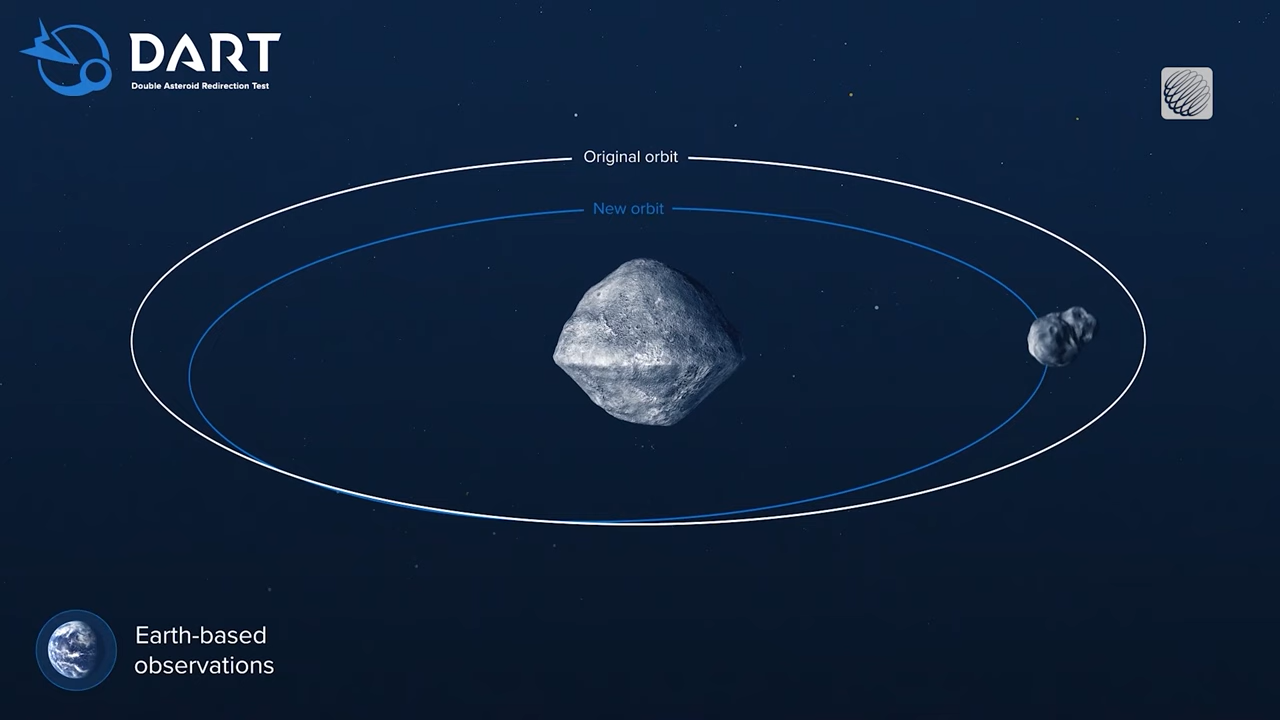 DART
Double Asteroid Redirection Test
Original orbit
New orbit
Earth-based
observations